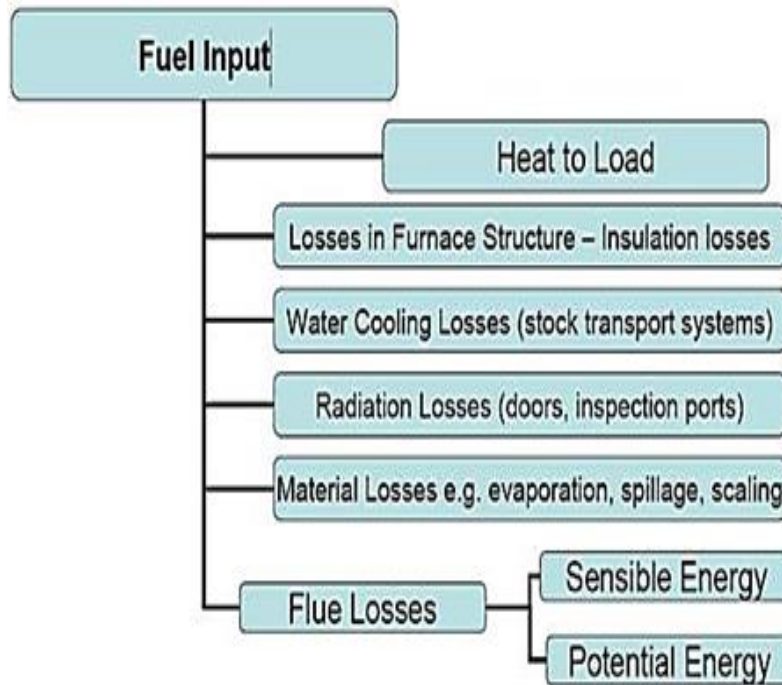 Fuel Input
Heat to Load
Losses in Furnace Structure – Insulation losses
Water Cooling Losses (stock transport systems)
Radiation Losses (doors, inspection ports)
Material Losses e.g. evaporation, spillage, scaling
Flue Losses
Sensible Energy
Potential Energy